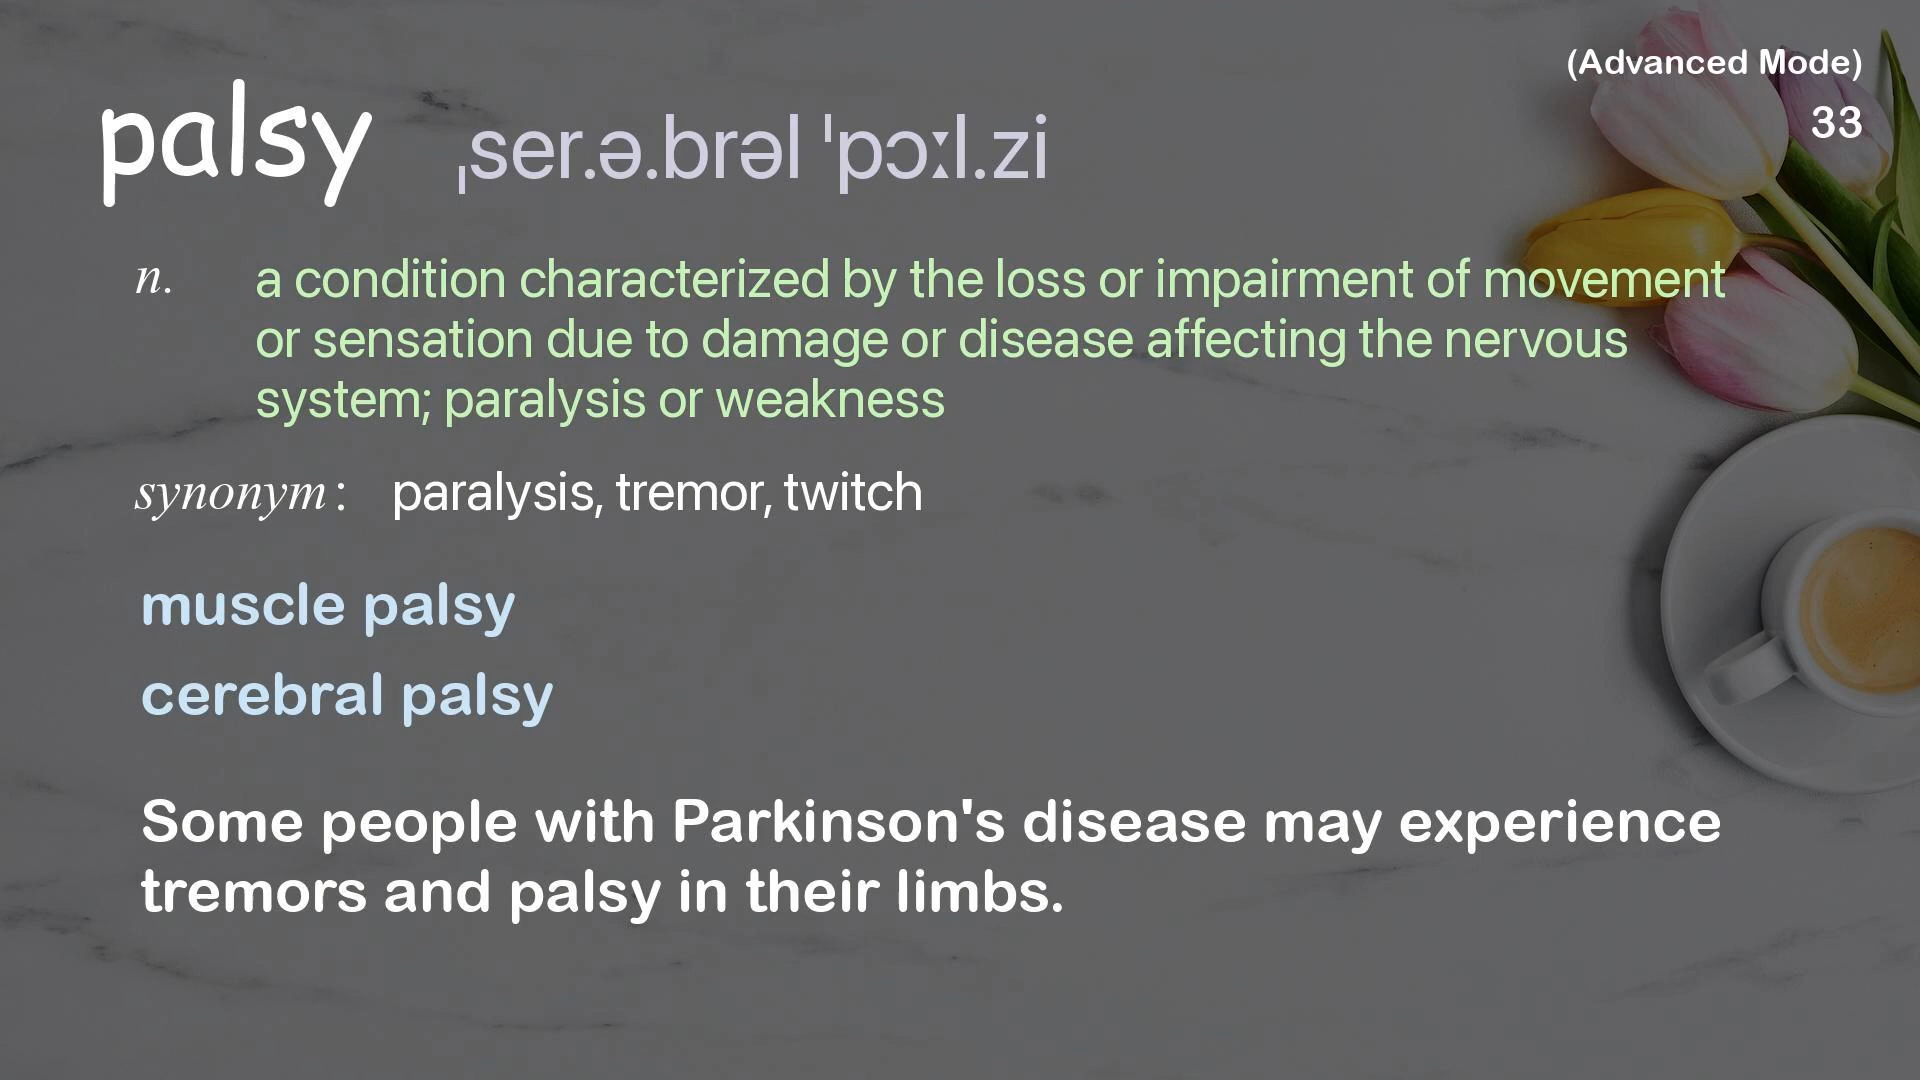 (Advanced Mode)
33
palsy ˌser.ə.brəl ˈpɔːl.zi
n. a condition characterized by the loss or impairment of movement
or sensation due to damage or disease affecting the nervous
system; paralysis or weakness
synonym: paralysis, tremor, twitch
muscle palsy
cerebral palsy
Some people with Parkinson's disease may experience
tremors and palsy in their limbs.